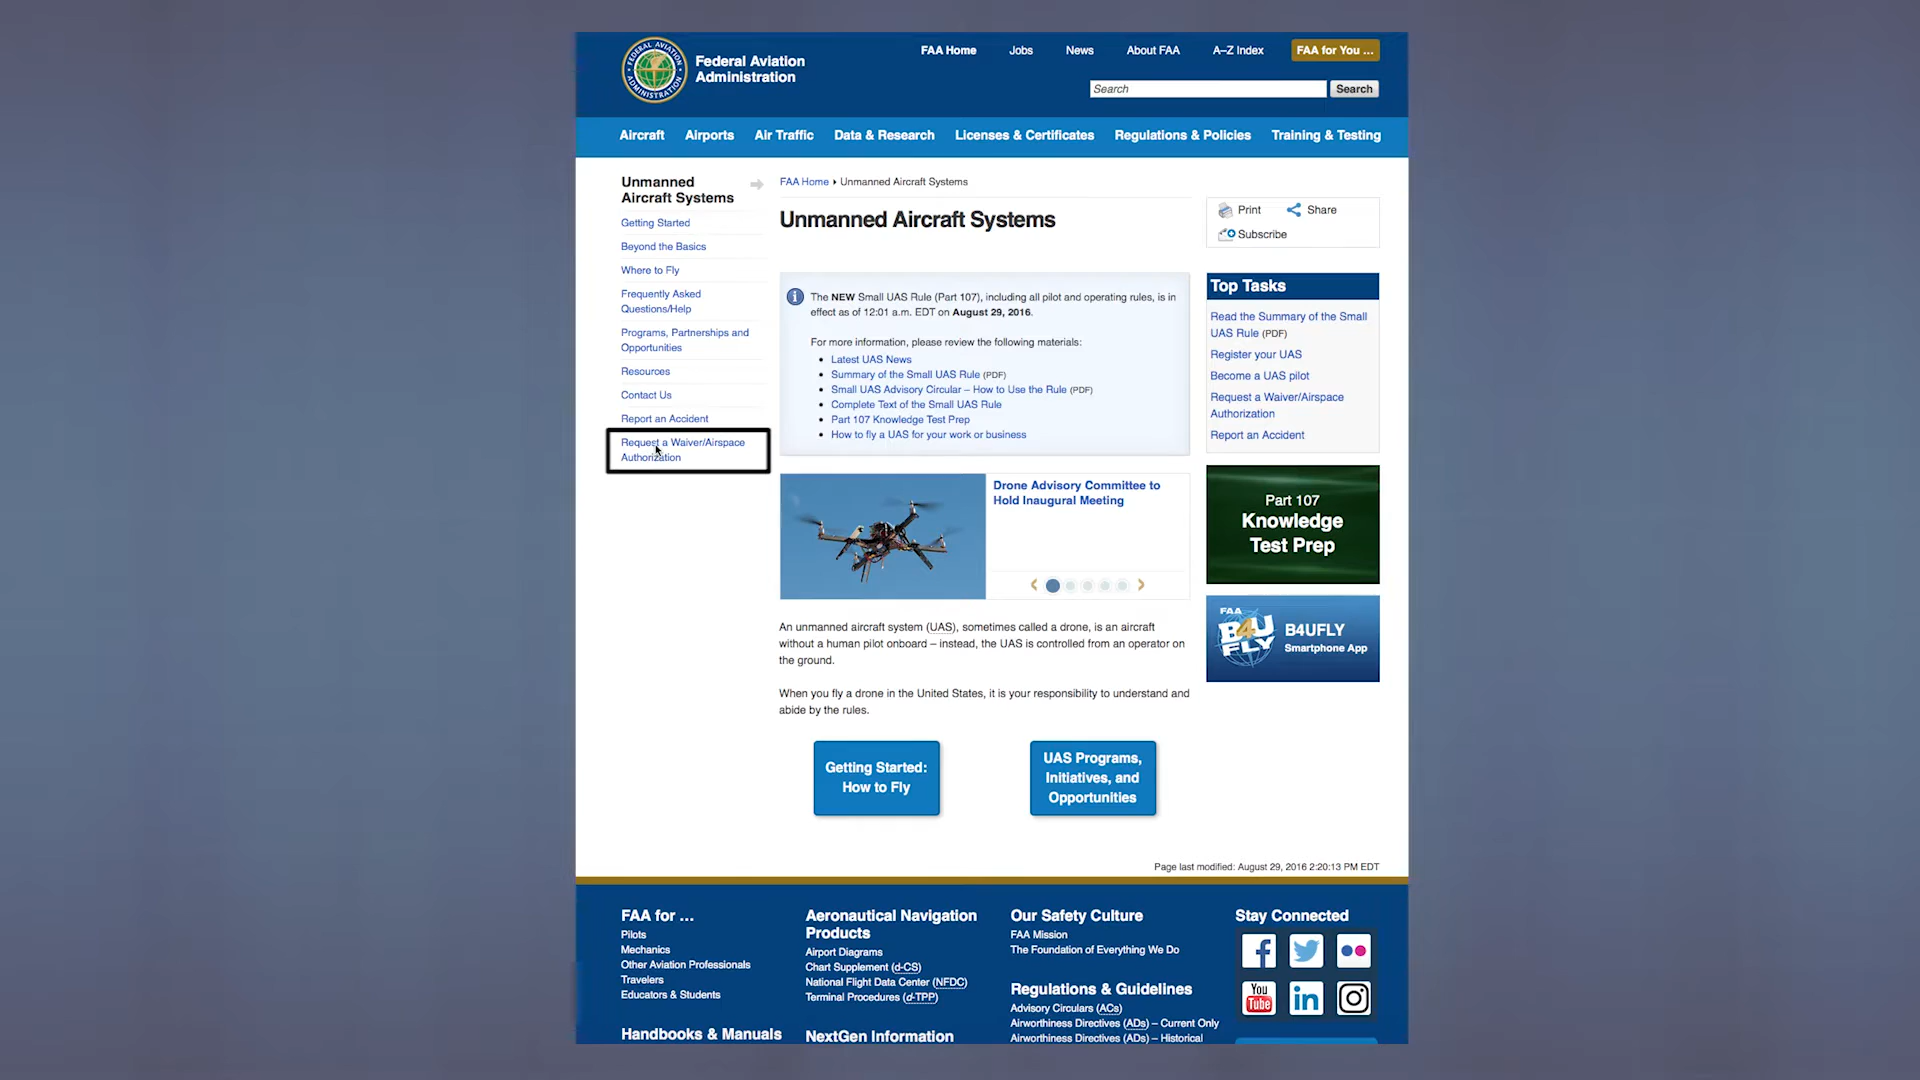 Federal Aviation
Administration
FAA Home Jobs News About FAA A–Z Index FAA for You ...
Search Search
Aircraft Airports Air Traffic Data & Research Licenses & Certificates Regulations & Policies Training & Testing
Unmanned
Aircraft Systems
Getting Started
Beyond the Basics
Where to Fly
Frequently Asked
Questions/Help
Programs, Partnerships and
Opportunities
Resources
Contact Us
Report an Accident
Request a Waiver/Airspace
Authorization
FAA Home ▸ Unmanned Aircraft Systems
Unmanned Aircraft Systems
The NEW Small UAS Rule (Part 107), including all pilot and operating rules, is in
effect as of 12:01 a.m. EDT on August 29, 2016.
For more information, please review the following materials:
• Latest UAS News
• Summary of the Small UAS Rule (PDF)
• Small UAS Advisory Circular – How to Use the Rule (PDF)
• Complete Text of the Small UAS Rule
• Part 107 Knowledge Test Prep
• How to fly a UAS for your work or business
Drone Advisory Committee to
Hold Inaugural Meeting
An unmanned aircraft system (UAS), sometimes called a drone, is an aircraft
without a human pilot onboard – instead, the UAS is controlled from an operator on
the ground.
When you fly a drone in the United States, it is your responsibility to understand and
abide by the rules.
Getting Started:
How to Fly
UAS Programs,
Initiatives, and
Opportunities
Print Share
Subscribe
Top Tasks
Read the Summary of the Small
UAS Rule (PDF)
Register your UAS
Become a UAS pilot
Request a Waiver/Airspace
Authorization
Report an Accident
Part 107
Knowledge
Test Prep
FAA
B4U
FLY
B4UFLY
Smartphone App
Page last modified: August 29, 2016 2:20:13 PM EDT
FAA for ...
Pilots
Mechanics
Other Aviation Professionals
Travelers
Educators & Students
Handbooks & Manuals
Aeronautical Navigation
Products
Airport Diagrams
Chart Supplement (d-CS)
National Flight Data Center (NFDC)
Terminal Procedures (d-TPP)
NextGen Information
Our Safety Culture
FAA Mission
The Foundation of Everything We Do
Regulations & Guidelines
Advisory Circulars (ACs)
Airworthiness Directives (ADs) – Current Only
Airworthiness Directives (ADs) – Historical
Stay Connected
You
Tube
in